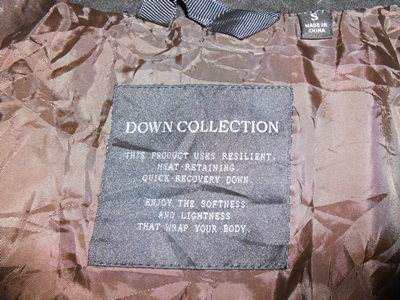 S
MADE IN
CHINA
DOWN COLLECTION
THIS PRODUCT USES RESILIENT,
HEAT-RETAINING,
QUICK-RECOVERY DOWN.
ENJOY THE SOFTNESS
AND LIGHTNESS
THAT WRAP YOUR BODY.